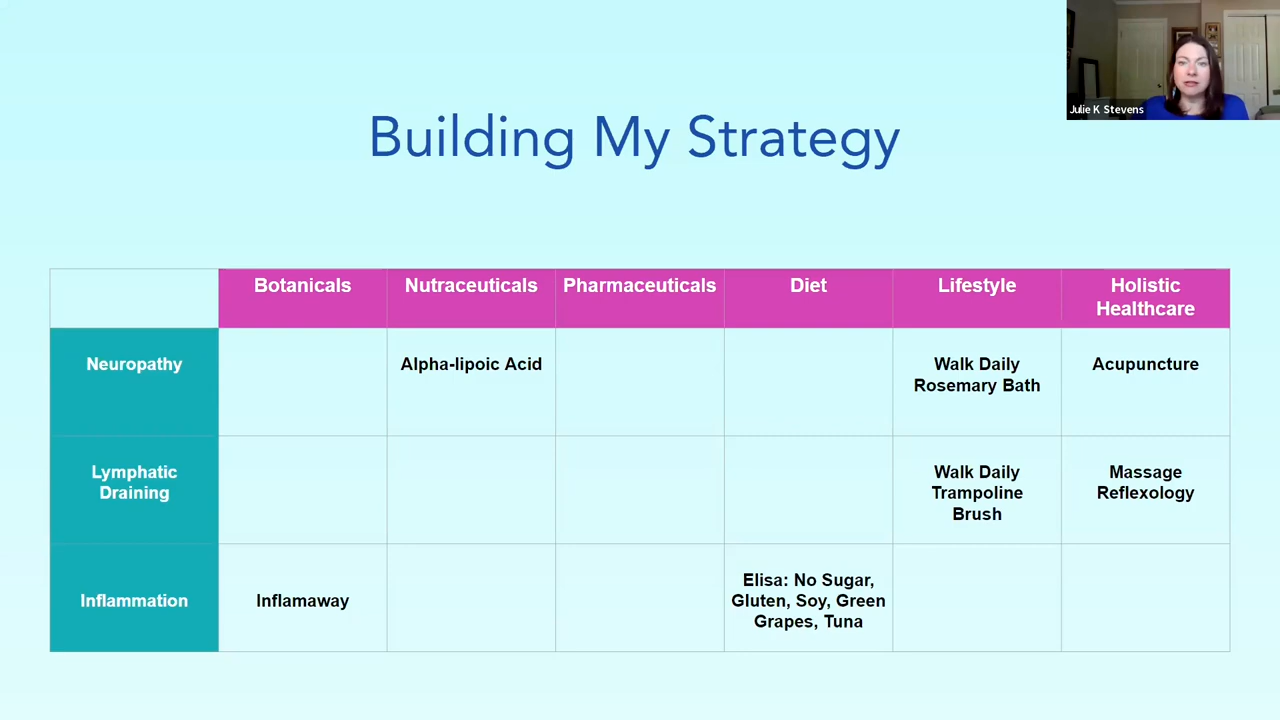 Julie K Stevens
Building My Strategy
Botanicals
Nutraceuticals
Pharmaceuticals
Diet
Lifestyle
Holistic
Healthcare
Neuropathy
Alpha-lipoic Acid
Walk Daily
Rosemary Bath
Acupuncture
Lymphatic
Draining
Walk Daily
Trampoline
Brush
Massage
Reflexology
Inflammation
Inflamaway
Elisa: No Sugar,
Gluten, Soy, Green
Grapes, Tuna